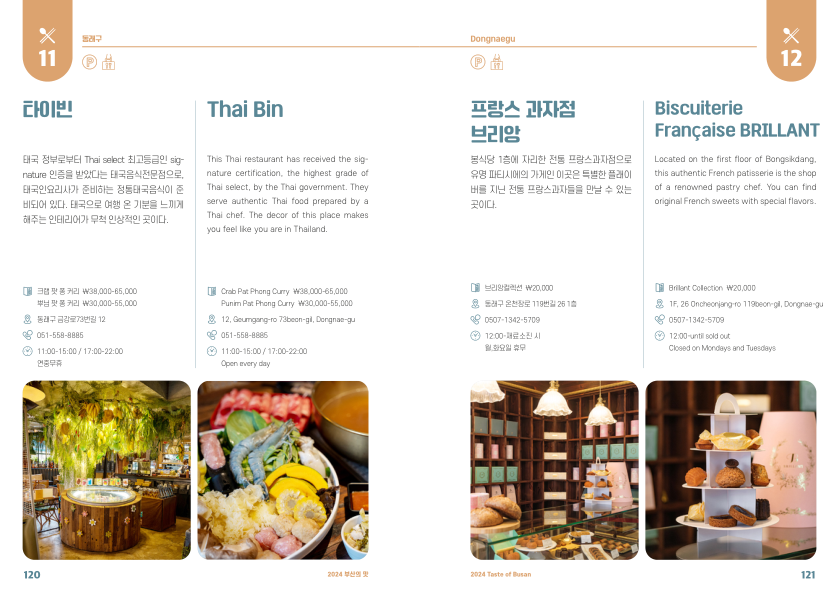 11
동래구
타이빈
태국 정부로부터 Thai select 최고등급인 sig-
nature 인증을 받았다는 태국음식전문점으로,
태국안요리사가 준비하는 정통태국음식이 준
비되어 있다. 태국으로 여행 온 기분을 느끼게
해주는 인테리어가 무척 인상적인 곳이다.
크랩 팟 퐁 커리 ₩38,000-65,000
뿌님 팟 퐁 커리 ₩30,000-55,000
동래구 금강로73번길 12
051-558-8885
11:00-15:00 / 17:00-22:00
연중무휴
Thai Bin
This Thai restaurant has received the sig-
nature certification, the highest grade of
Thai select, by the Thai government. They
serve authentic Thai food prepared by a
Thai chef. The decor of this place makes
you feel like you are in Thailand.
Crab Pat Phong Curry ₩38,000-65,000
Punim Pat Phong Curry ₩30,000-55,000
12, Geumgang-ro 73beon-gil, Dongnae-gu
051-558-8885
11:00-15:00 / 17:00-22:00
Open every day
120
2024 부산의 맛
Dongnaegu
12
프랑스 과자점
브리앙
봉식당 1층에 자리한 전통 프랑스과자점으로
유명 파티시에의 가게인 이곳은 특별한 플레이
버를 지닌 전통 프랑스과자들을 만날 수 있는
곳이다.
브리앙컬렉션 ₩20,000
동래구 온천장로 119번길 26 1층
0507-1342-5709
12:00-재료소진 시
월,화요일 휴무
Biscuiterie
Française BRILLANT
Located on the first floor of Bongsikdang,
this authentic French patisserie is the shop
of a renowned pastry chef. You can find
original French sweets with special flavors.
Brillant Collection ₩20,000
1F, 26 Oncheonjang-ro 119beon-gil, Dongnae-gu
0507-1342-5709
12:00-until sold out
Closed on Mondays and Tuesdays
2024 Taste of Busan
121